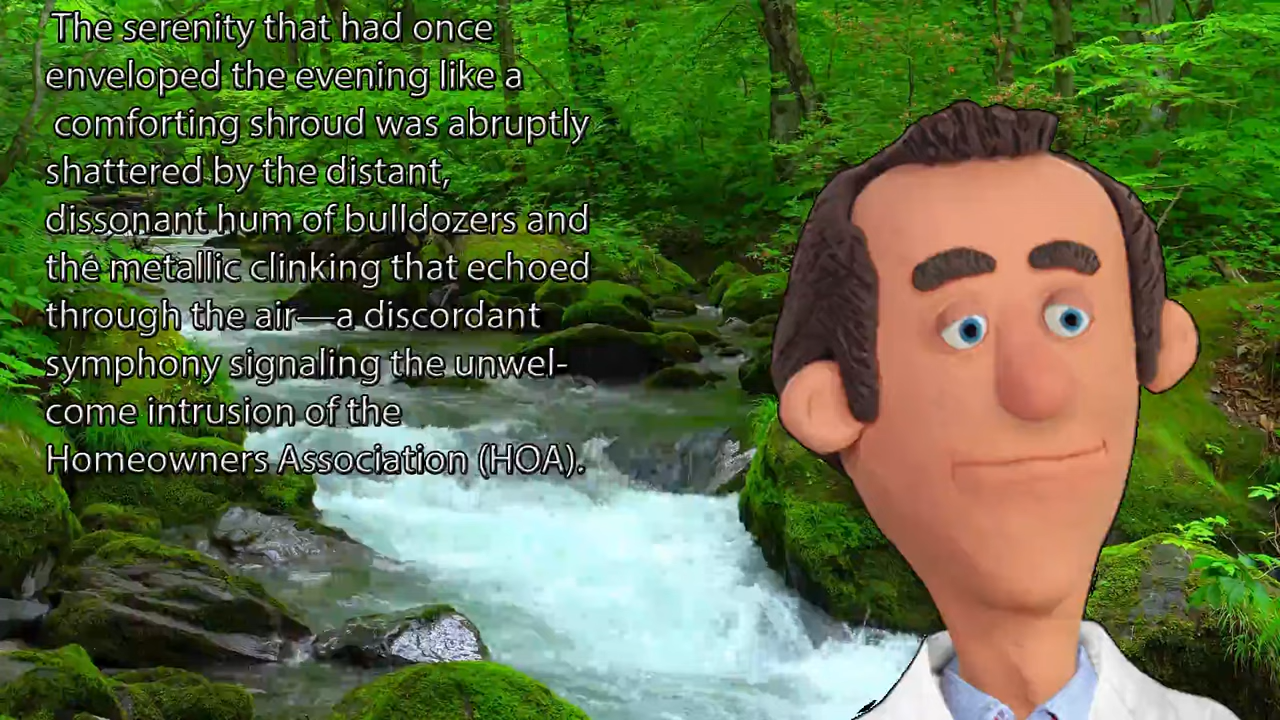 The serenity that had once
enveloped the evening like a
comforting shroud was abruptly
shattered by the distant,
dissonant hum of bulldozers and
the metallic clinking that echoed
through the air—a discordant
symphony signaling the unwel-
come intrusion of the
Homeowners Association (HOA).